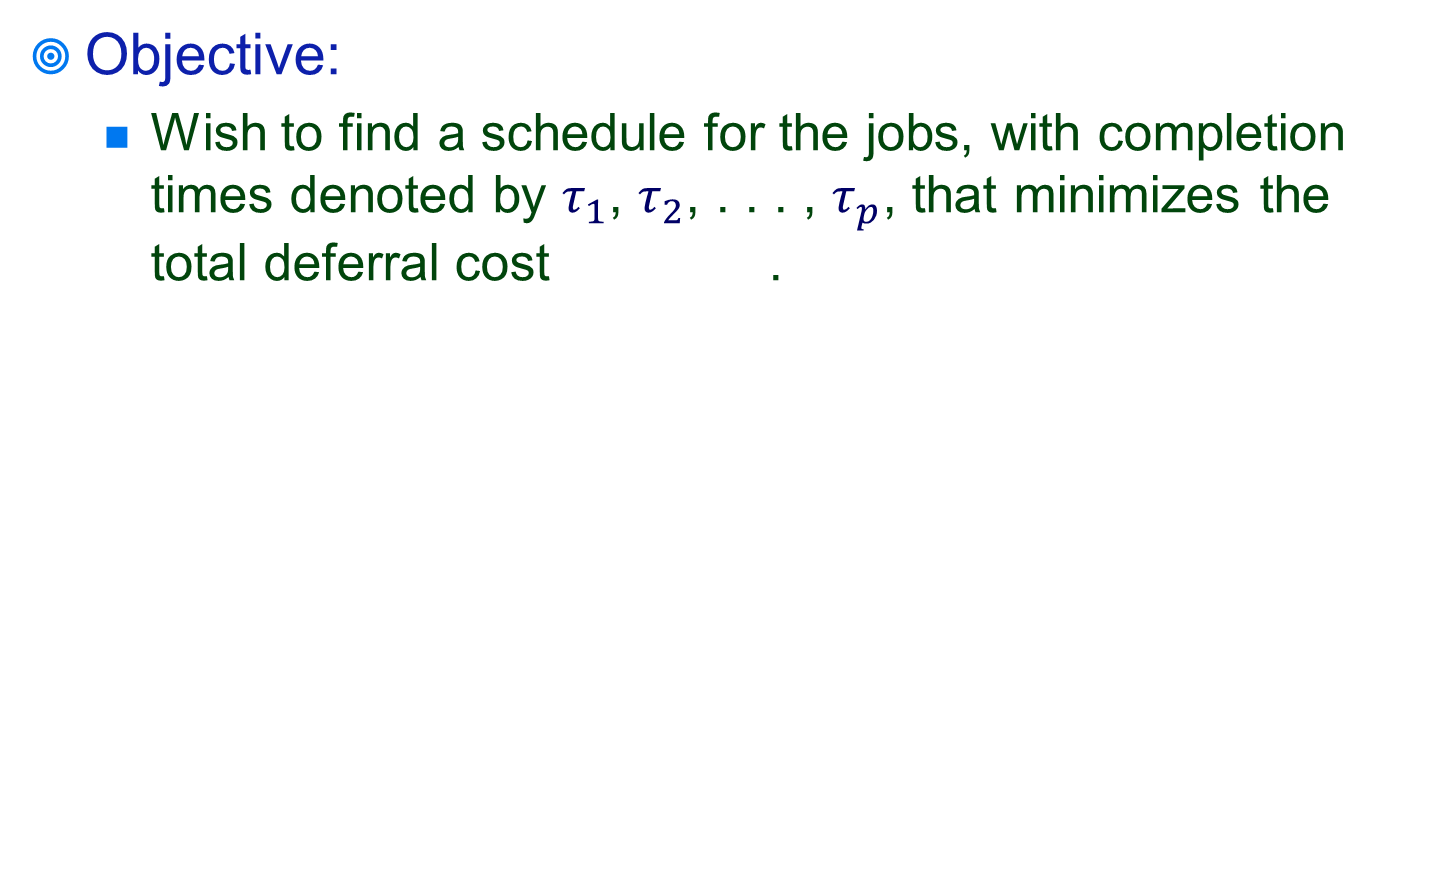 Objective:
Wish to find a schedule for the jobs, with completion
times denoted by τ₁, τ₂, . . . , τₚ, that minimizes the
total deferral cost .